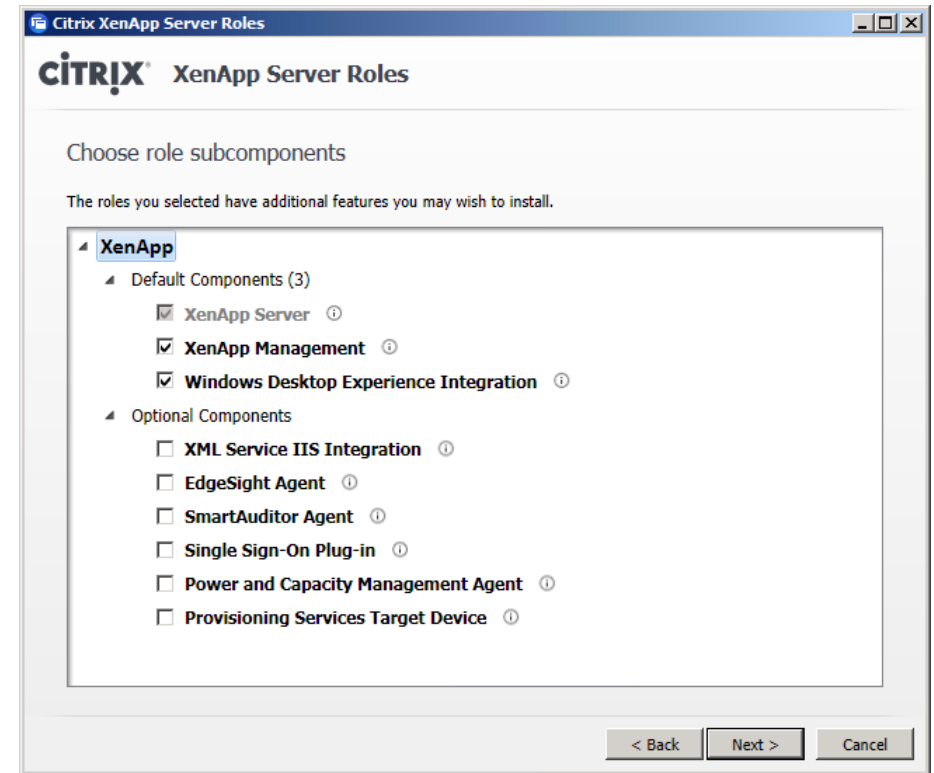 Citrix XenApp Server Roles
CİTRIX XenApp Server Roles
Choose role subcomponents
The roles you selected have additional features you may wish to install.
XenApp
Default Components (3)
XenApp Server
XenApp Management
Windows Desktop Experience Integration
Optional Components
XML Service IIS Integration
EdgeSight Agent
SmartAuditor Agent
Single Sign-On Plug-in
Power and Capacity Management Agent
Provisioning Services Target Device
< Back Next > Cancel